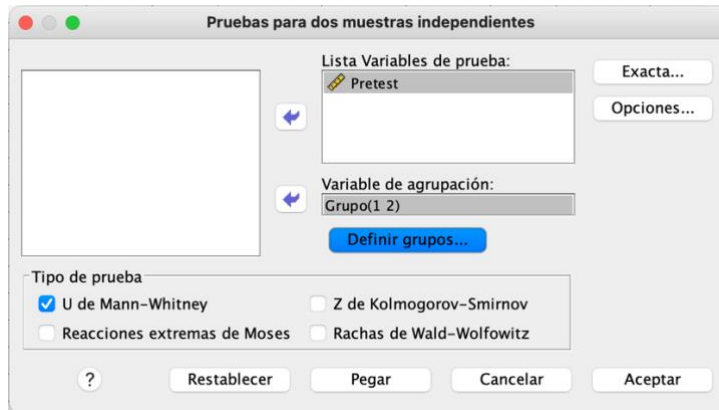 Pruebas para dos muestras independientes
Lista Variables de prueba:
Pretest
Exacta...
Opciones...
Variable de agrupación:
Grupo(1 2)
Definir grupos...
Tipo de prueba
U de Mann-Whitney
Z de Kolmogorov-Smirnov
Reacciones extremas de Moses
Rachas de Wald-Wolfowitz
?
Restablecer
Pegar
Cancelar
Aceptar